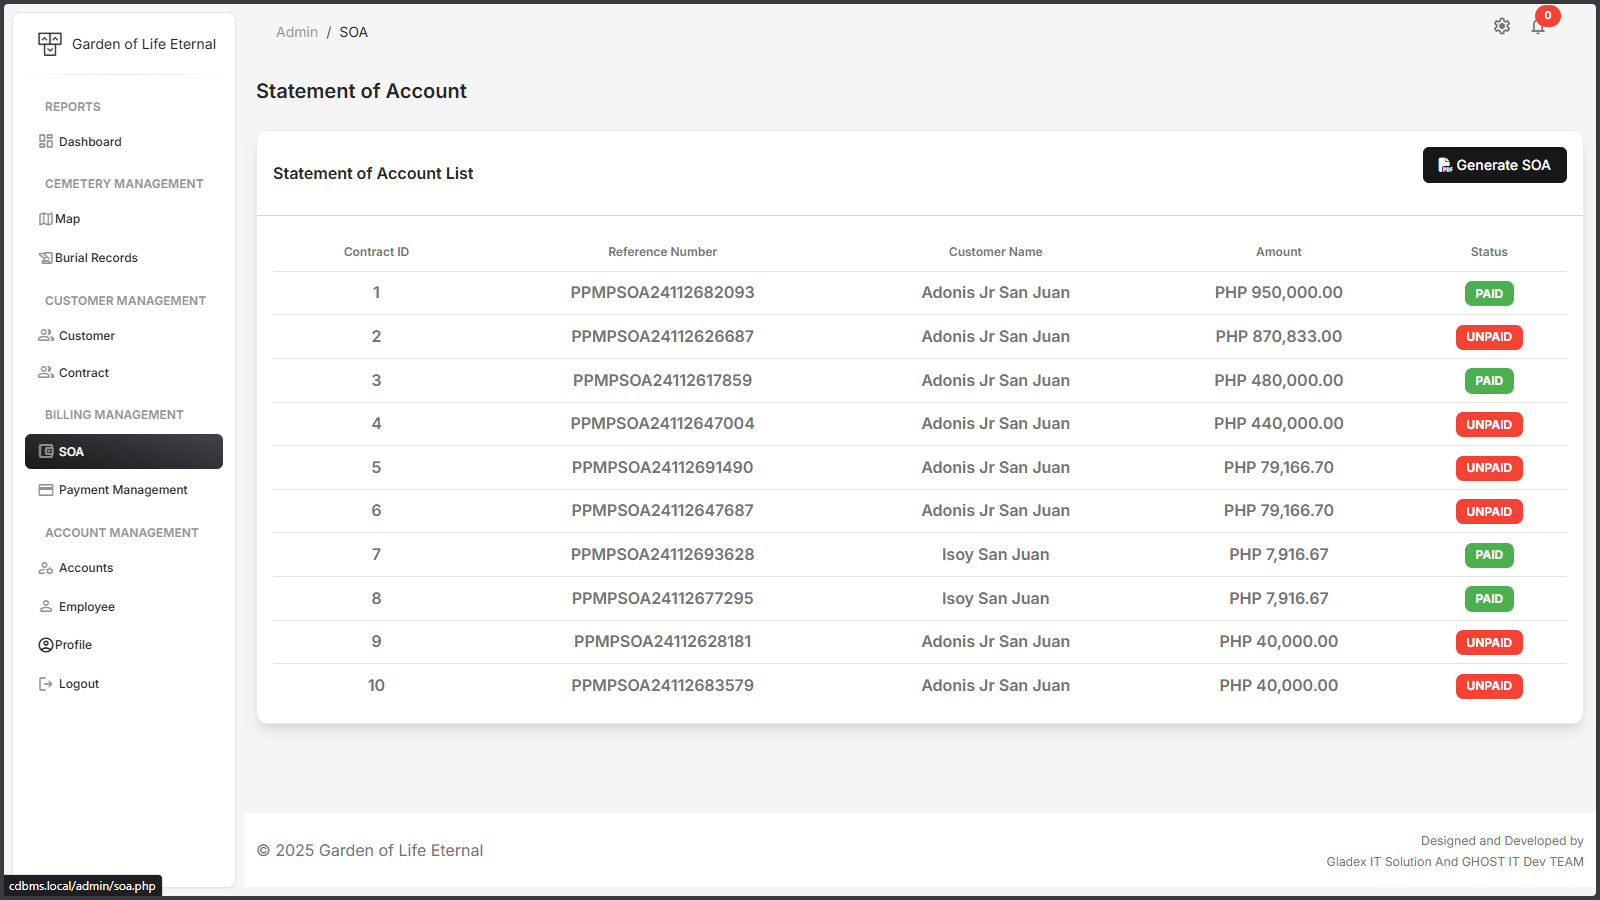 Garden of Life Eternal
Admin / SOA
0
Statement of Account
REPORTS
Dashboard
CEMETERY MANAGEMENT
Map
Burial Records
CUSTOMER MANAGEMENT
Customer
Contract
BILLING MANAGEMENT
SOA
Payment Management
ACCOUNT MANAGEMENT
Accounts
Employee
Profile
Logout
Statement of Account List
PDF Generate SOA
Contract ID Reference Number Customer Name Amount Status
1 PPMPSOA24112682093 Adonis Jr San Juan PHP 950,000.00 PAID
2 PPMPSOA24112626687 Adonis Jr San Juan PHP 870,833.00 UNPAID
3 PPMPSOA24112617859 Adonis Jr San Juan PHP 480,000.00 PAID
4 PPMPSOA24112647004 Adonis Jr San Juan PHP 440,000.00 UNPAID
5 PPMPSOA24112691490 Adonis Jr San Juan PHP 79,166.70 UNPAID
6 PPMPSOA24112647687 Adonis Jr San Juan PHP 79,166.70 UNPAID
7 PPMPSOA24112693628 Isoy San Juan PHP 7,916.67 PAID
8 PPMPSOA24112677295 Isoy San Juan PHP 7,916.67 PAID
9 PPMPSOA24112628181 Adonis Jr San Juan PHP 40,000.00 UNPAID
10 PPMPSOA24112683579 Adonis Jr San Juan PHP 40,000.00 UNPAID
© 2025 Garden of Life Eternal
Designed and Developed by
Gladex IT Solution And GHOST IT Dev TEAM
cdbms.local/admin/soa.php